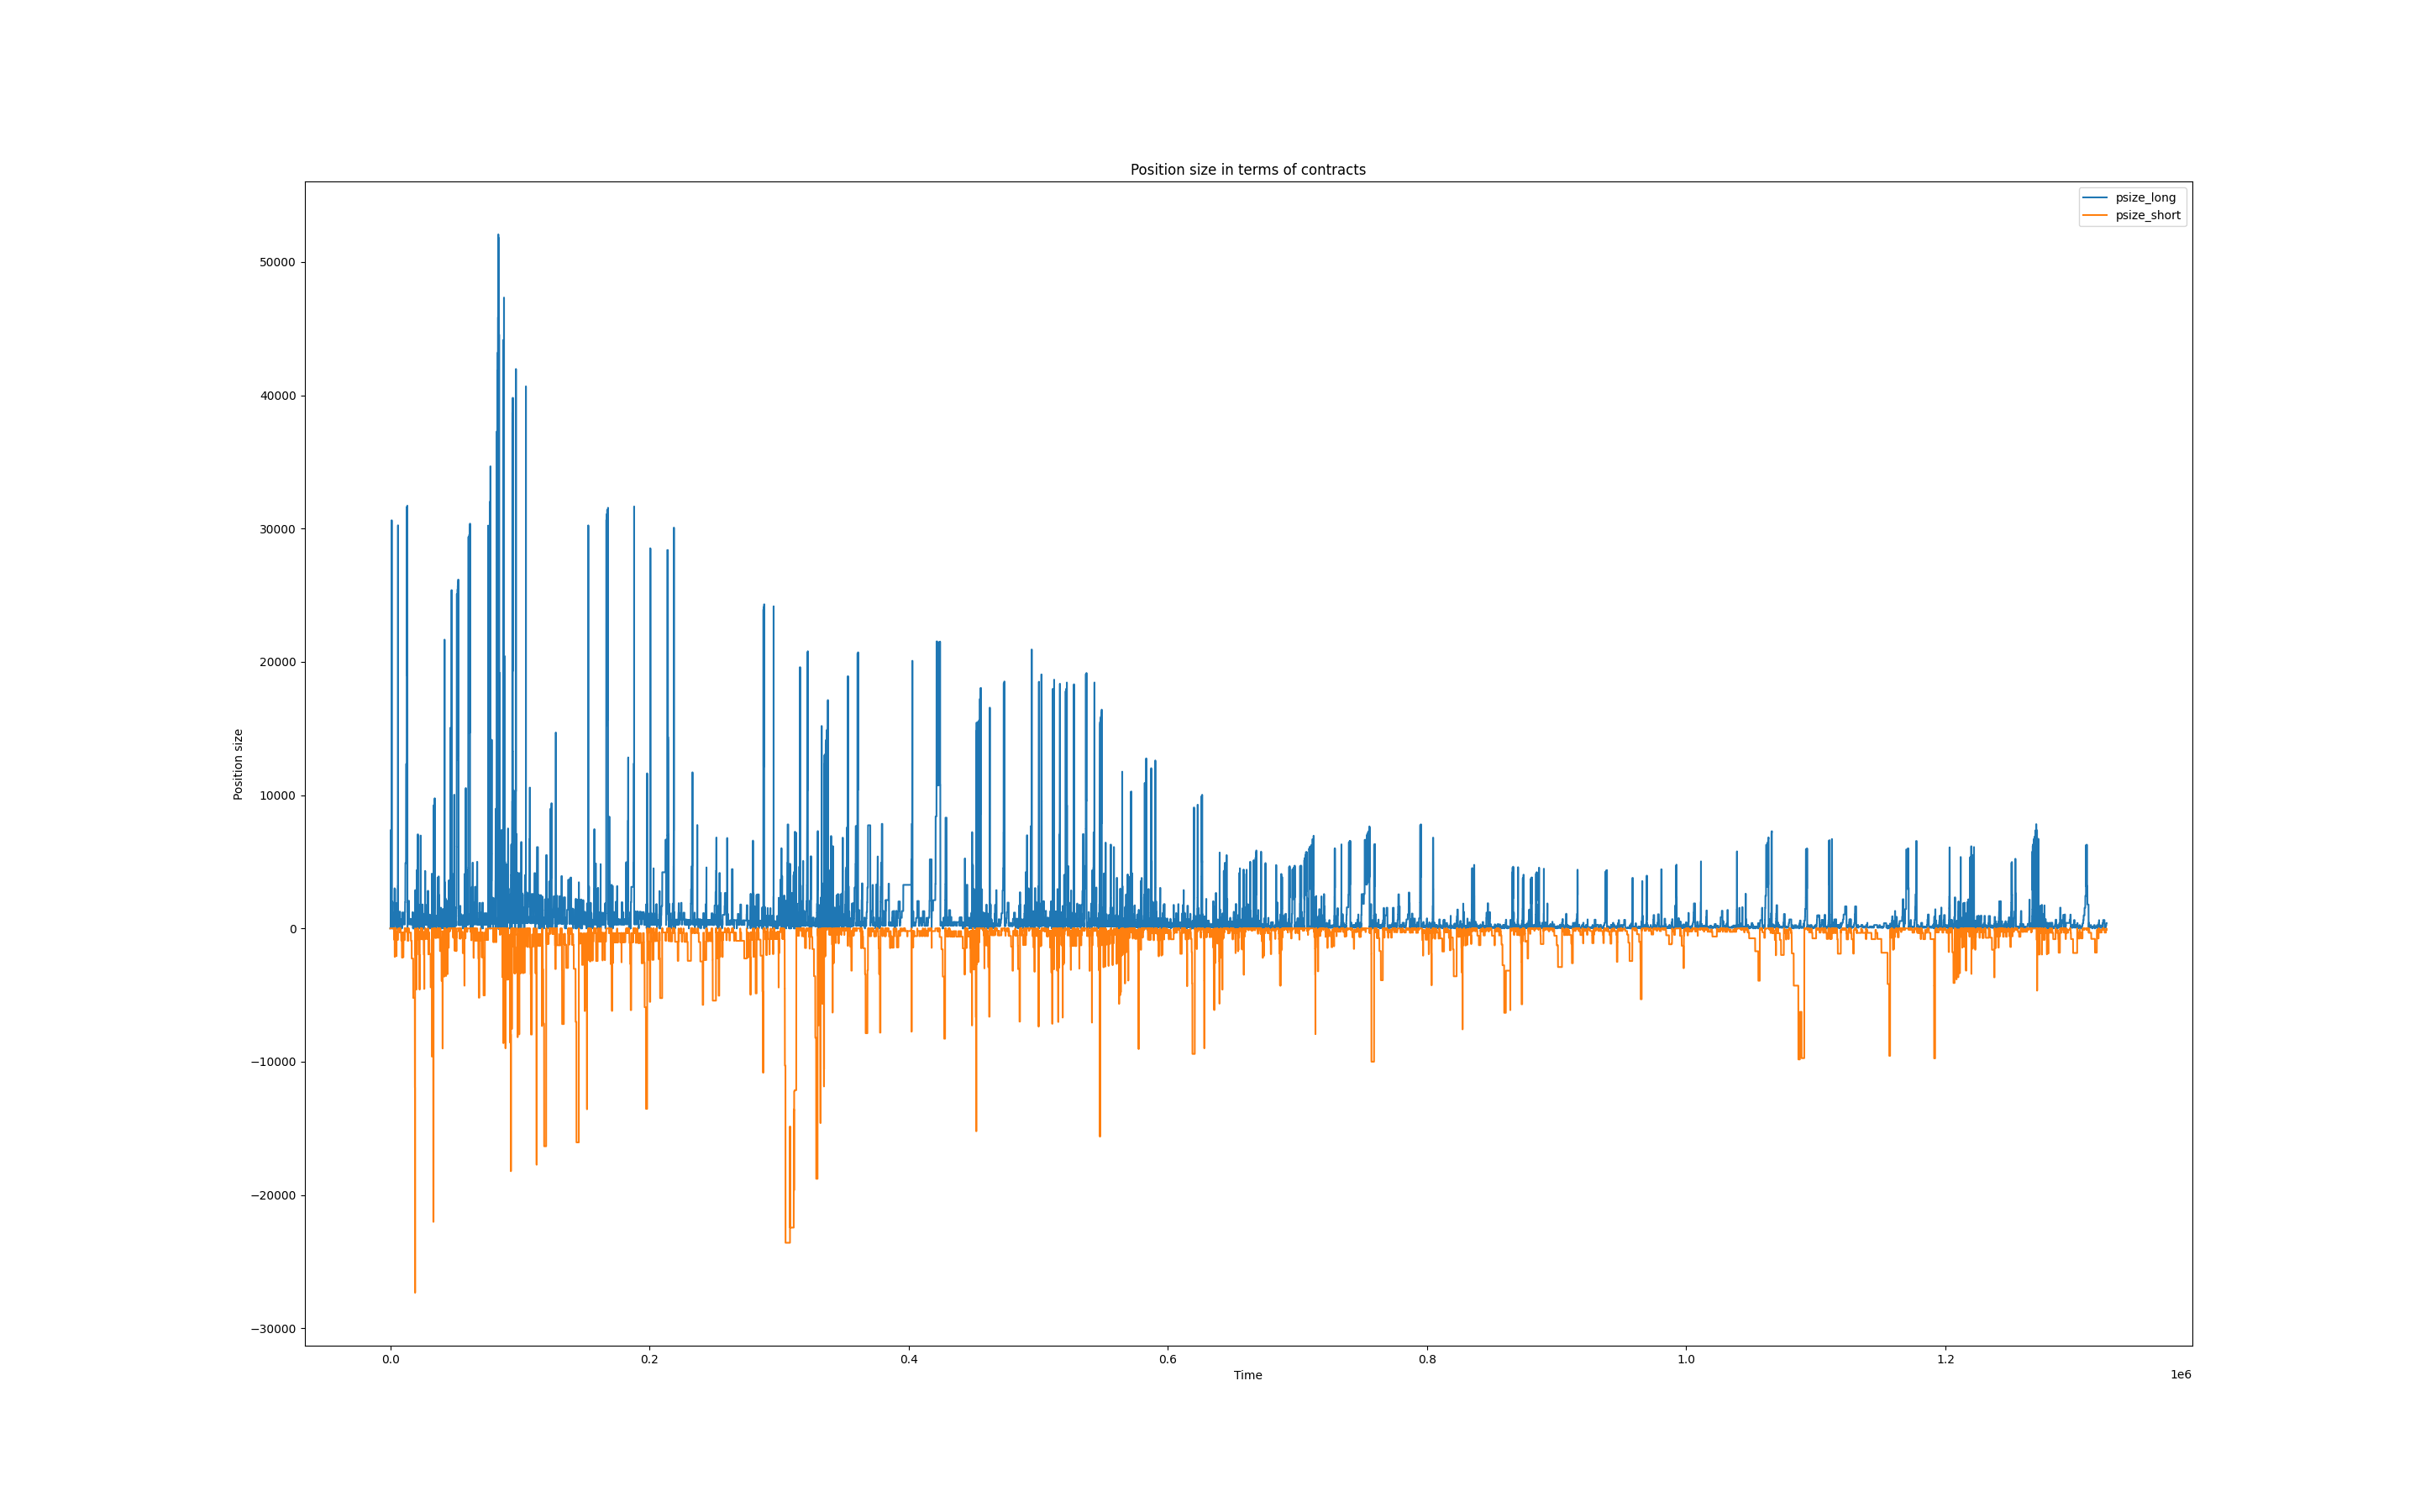 Position size in terms of contracts
psize_long
psize_short
50000
40000
30000
20000
10000
0
−10000
−20000
−30000
Position size
0.0 0.2 0.4 0.6 0.8 1.0 1.2
Time
1e6